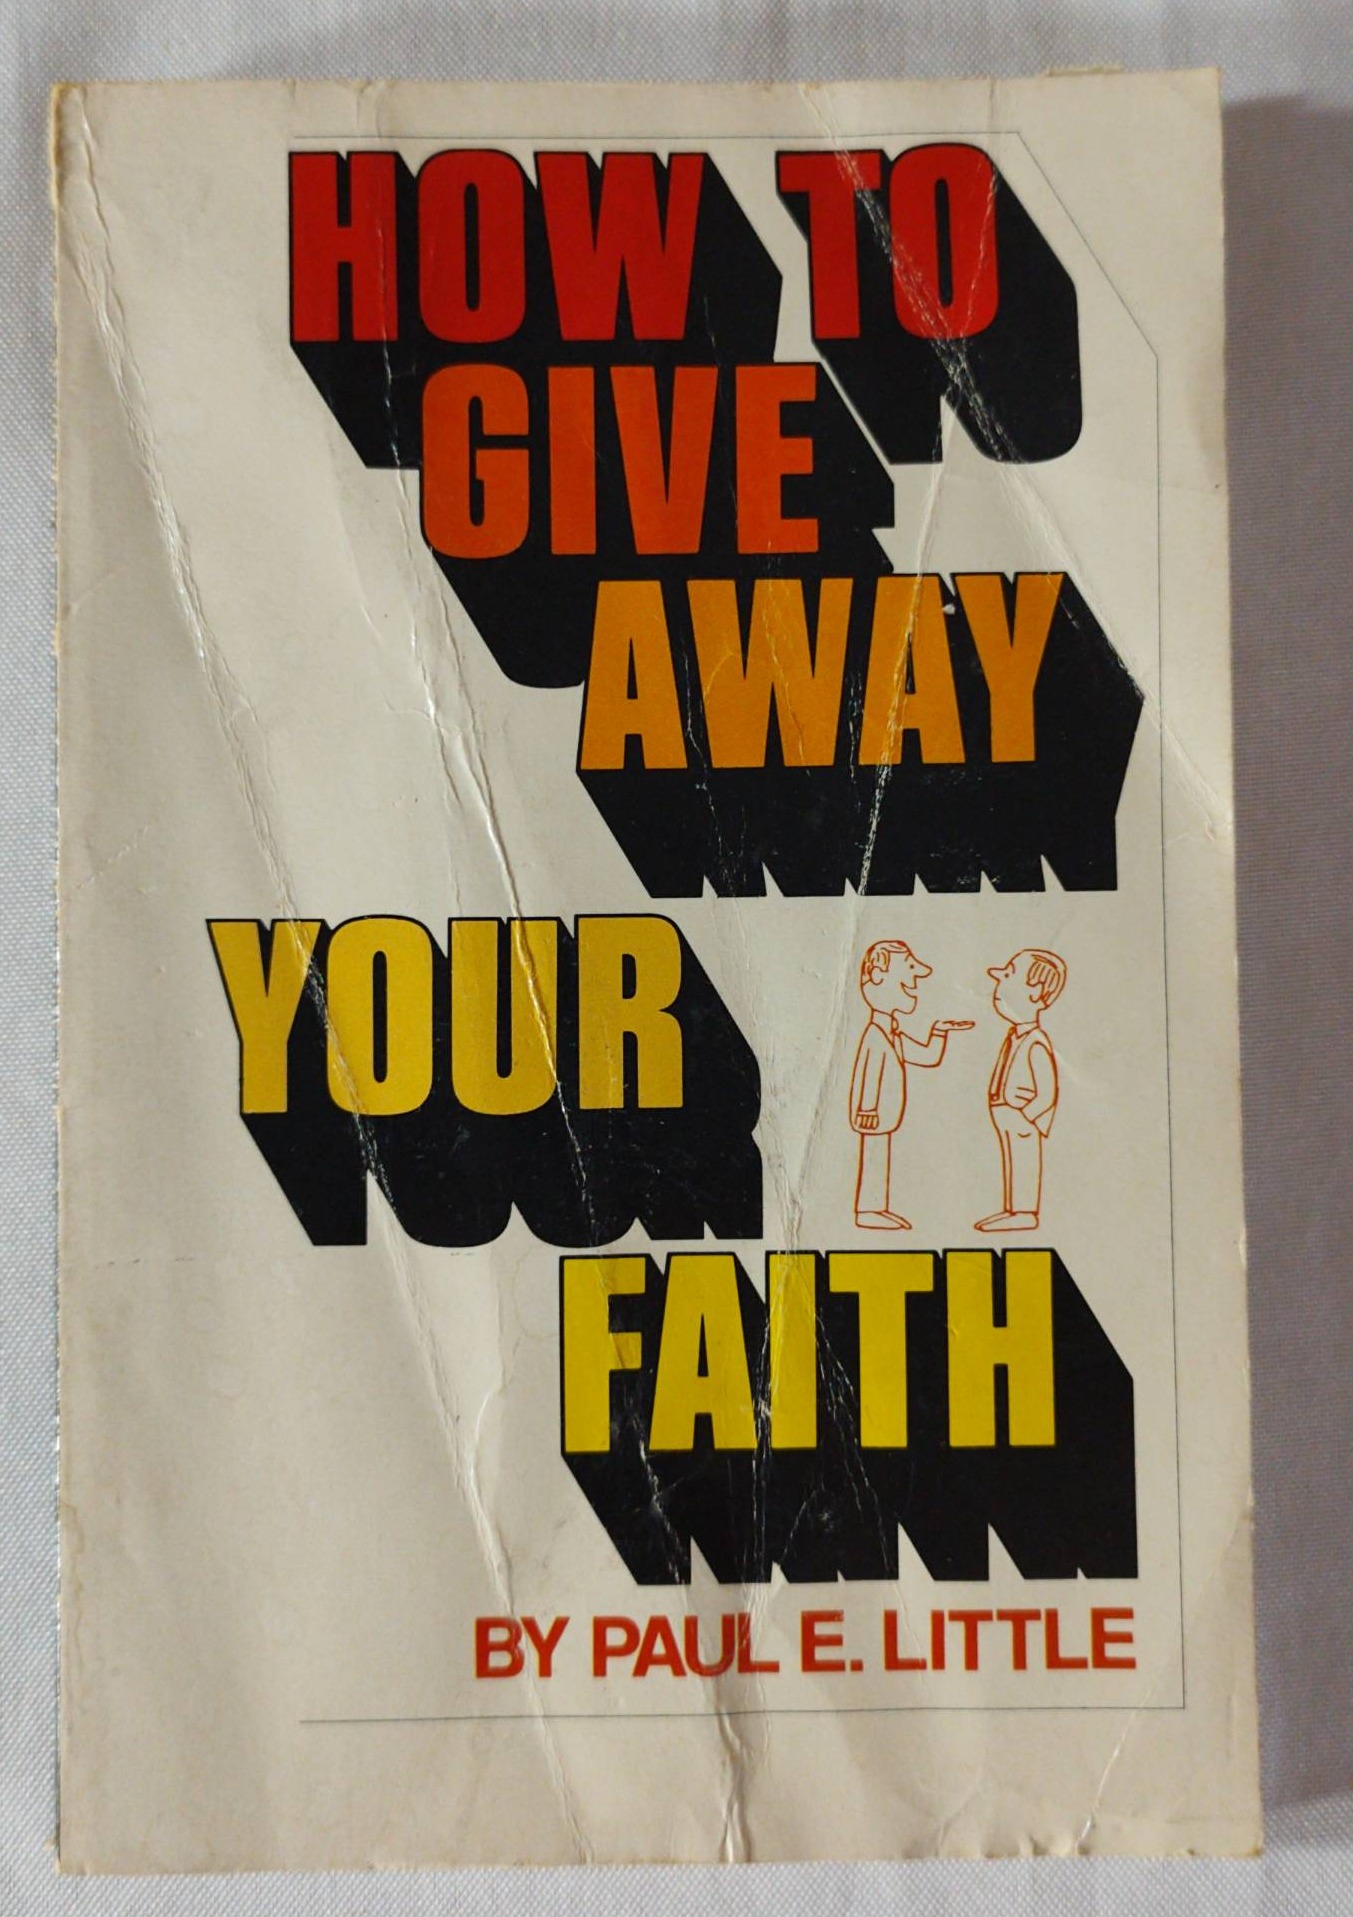 HOW TO
GIVE
AWAY
YOUR
FAITH
BY PAUL E. LITTLE